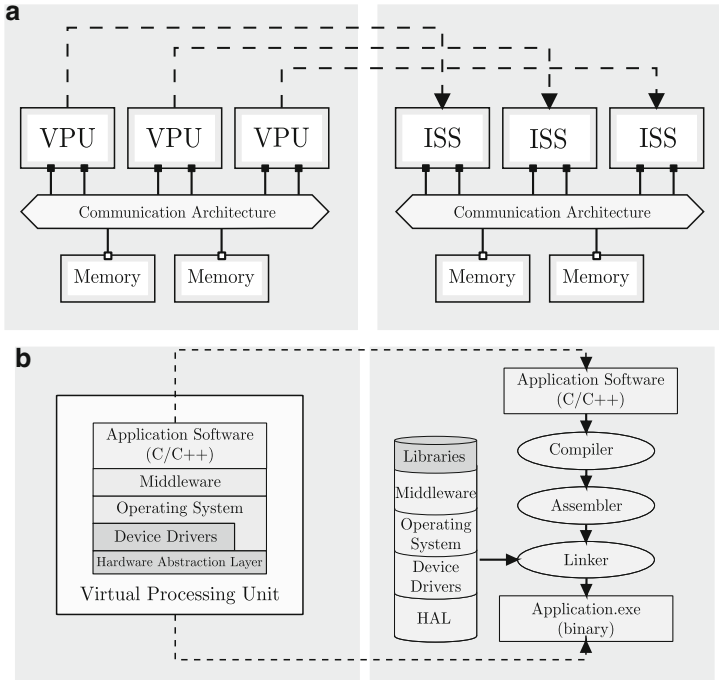 a
VPU VPU VPU ISS ISS ISS
Communication Architecture Communication Architecture
Memory Memory Memory Memory
b
Application Software
(C/C++)
Middleware
Operating System
Device Drivers
Hardware Abstraction Layer
Virtual Processing Unit
Libraries
Middleware
Operating
System
Device
Drivers
HAL
Application Software
(C/C++)
Compiler
Assembler
Linker
Application.exe
(binary)